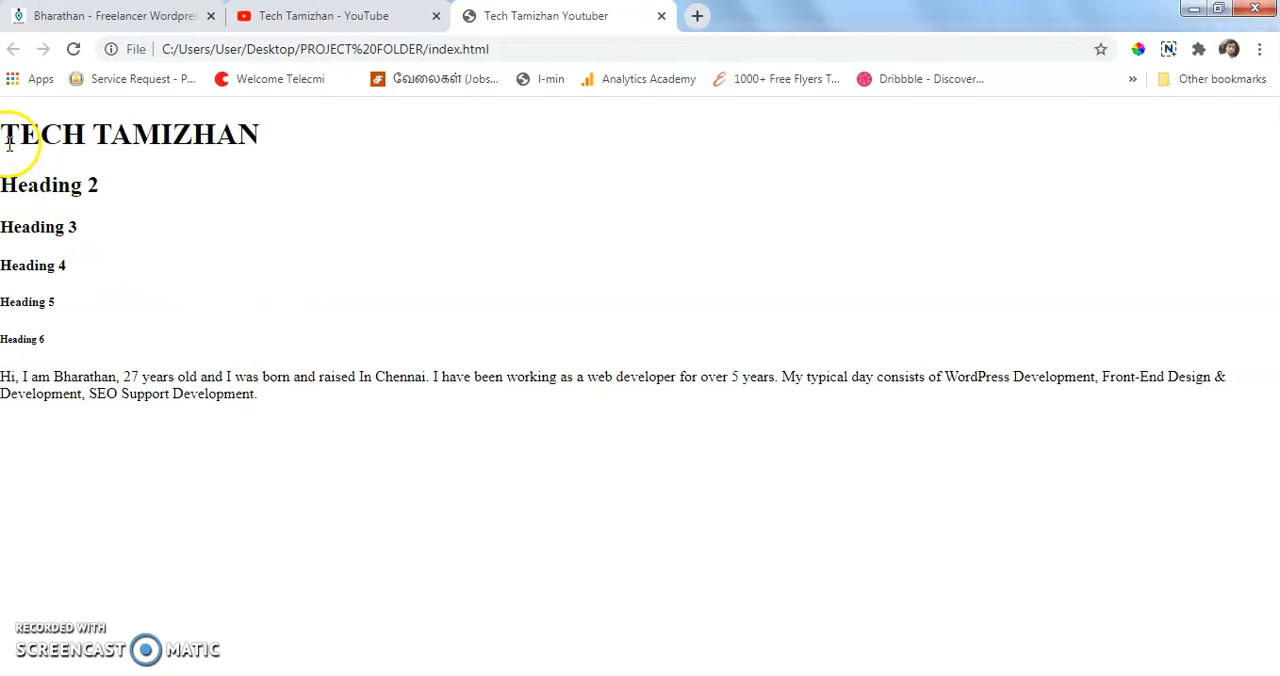 Bharathan - Freelancer Wordpres
Tech Tamizhan - YouTube
Tech Tamizhan Youtuber
File
C:/Users/User/Desktop/PROJECT%20FOLDER/index.html
Apps
Service Request - P...
Welcome Telecmi
வேலைகள் (Jobs...
I-min
Analytics Academy
1000+ Free Flyers T...
Dribbble - Discover...
»
Other bookmarks
TECH TAMIZHAN
Heading 2
Heading 3
Heading 4
Heading 5
Heading 6
Hi, I am Bharathan, 27 years old and I was born and raised In Chennai. I have been working as a web developer for over 5 years. My typical day consists of WordPress Development, Front-End Design &
Development, SEO Support Development.
RECORDED WITH
SCREENCAST MATIC